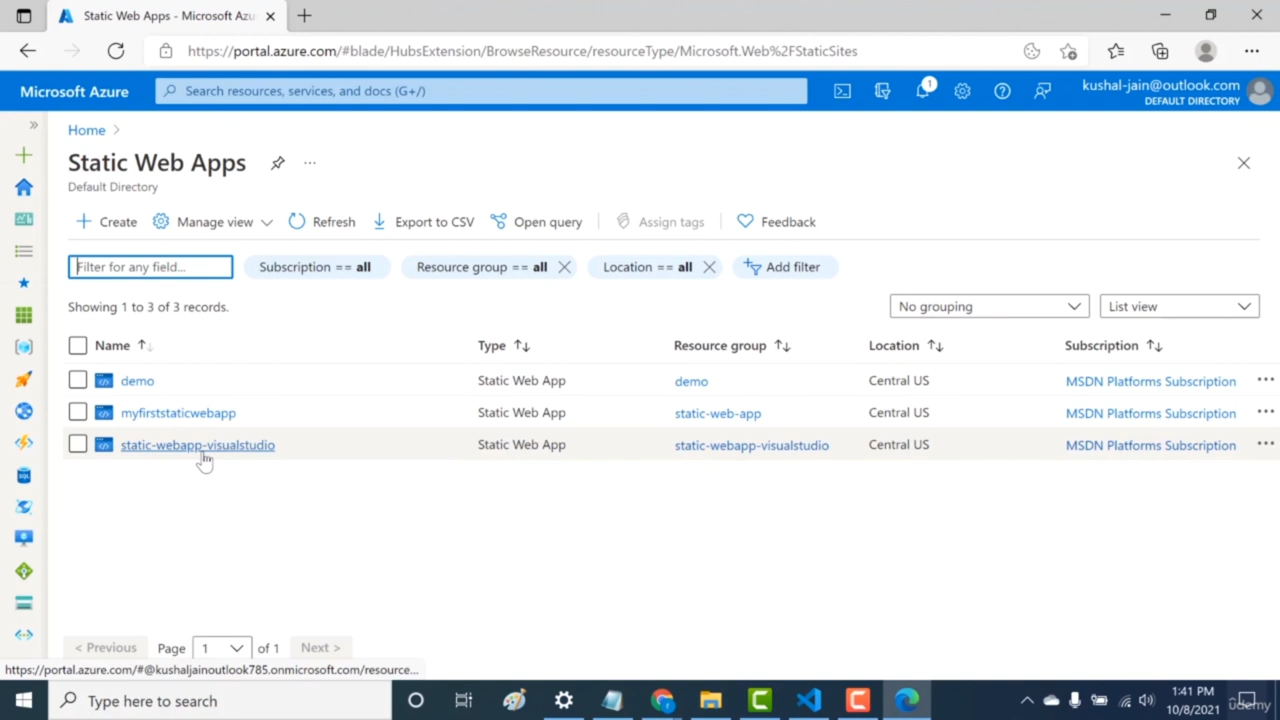 Static Web Apps - Microsoft Azu
https://portal.azure.com/#blade/HubsExtension/BrowseResource/resourceType/Microsoft.Web%2FStaticSites
Microsoft Azure
Search resources, services, and docs (G+/)
1
kushal-jain@outlook.com
DEFAULT DIRECTORY
Home
Static Web Apps
Default Directory
Create Manage view Refresh Export to CSV Open query Assign tags Feedback
Filter for any field... Subscription == all Resource group == all Location == all Add filter
Showing 1 to 3 of 3 records. No grouping List view
Name Type Resource group Location Subscription
demo Static Web App demo Central US MSDN Platforms Subscription
myfirststaticwebapp Static Web App static-web-app Central US MSDN Platforms Subscription
static-webapp-visualstudio Static Web App static-webapp-visualstudio Central US MSDN Platforms Subscription
SQL
< Previous Page 1 of 1 Next >
https://portal.azure.com/#@kushaljainoutlook785.onmicrosoft.com/resource...
Type here to search
1:41 PM
10/8/2021
udemy